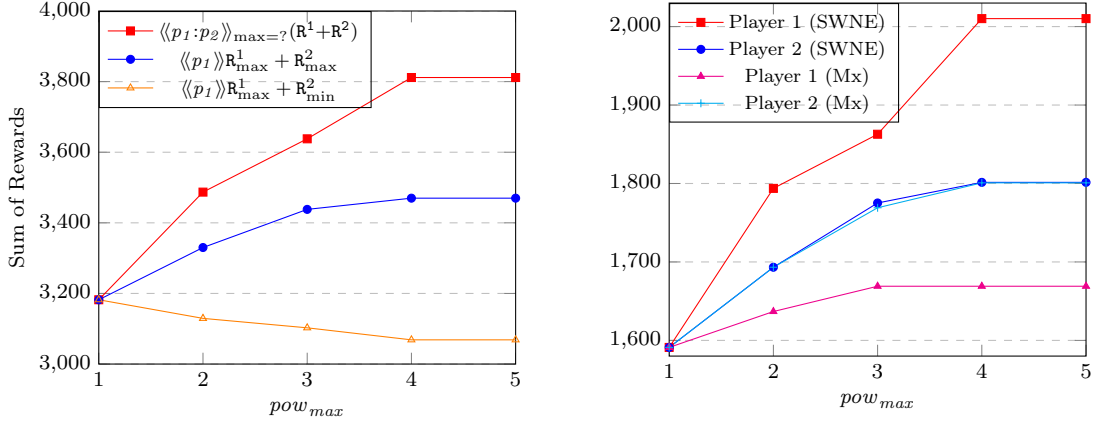 4,000
3,800
3,600
3,400
3,200
3,000
Sum of Rewards
⟪p₁:p₂⟫max=?(R¹+R²)
⟪p₁⟫R¹max + R²max
⟪p₁⟫R¹max + R²min
1 2 3 4 5
pow_max
2,000
1,900
1,800
1,700
1,600
Player 1 (SWNE)
Player 2 (SWNE)
Player 1 (Mx)
Player 2 (Mx)
1 2 3 4 5
pow_max